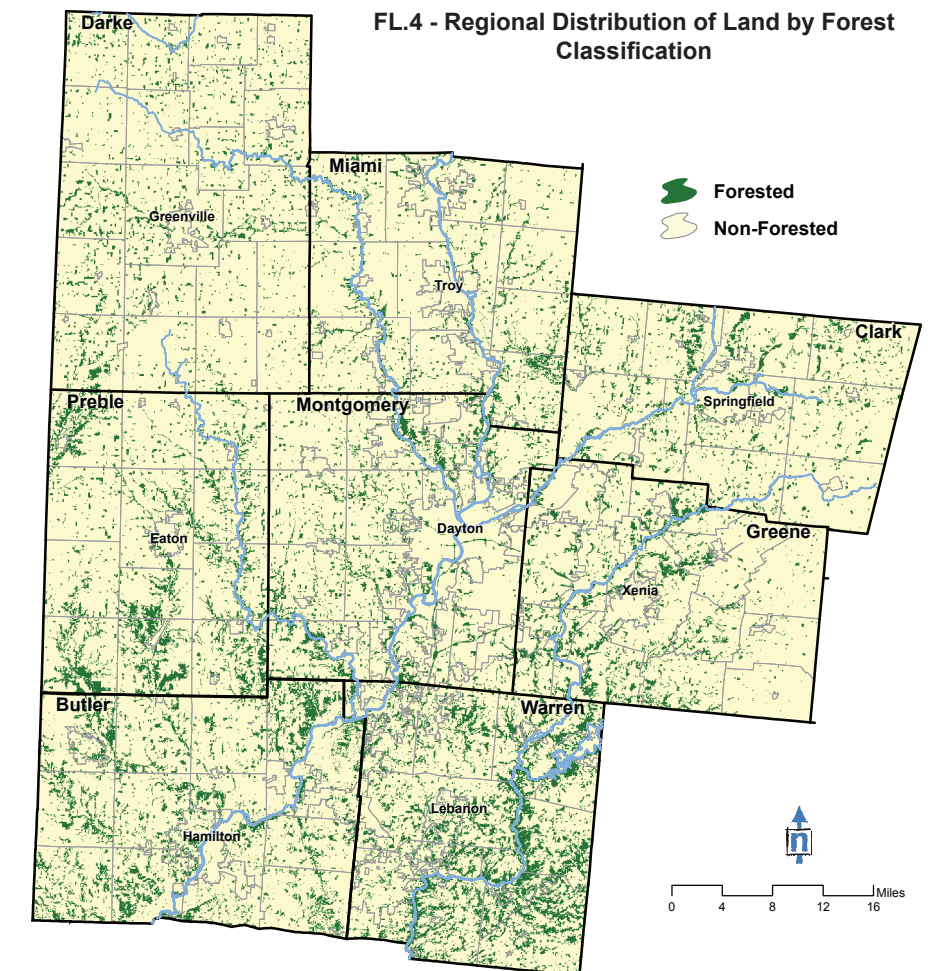 FL.4 - Regional Distribution of Land by Forest
Classification
Darke
Miami
Forested
Non-Forested
Greenville
Troy
Clark
Preble
Montgomery
Springfield
Dayton
Eaton
Greene
Xenia
Butler
Warren
Lebanon
Hamilton
n
Miles
0 4 8 12 16